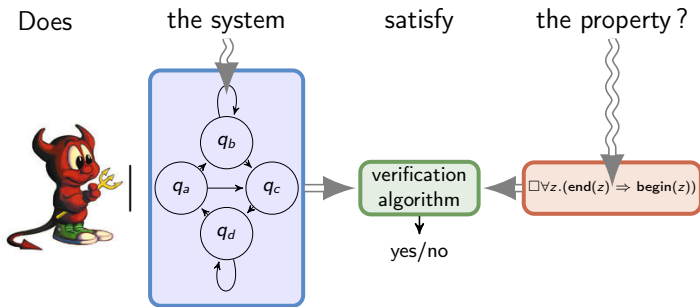 Does the system satisfy the property ?
q_b
q_a q_c
q_d
verification
algorithm
□∀z.(end(z) ⇒ begin(z))
yes/no